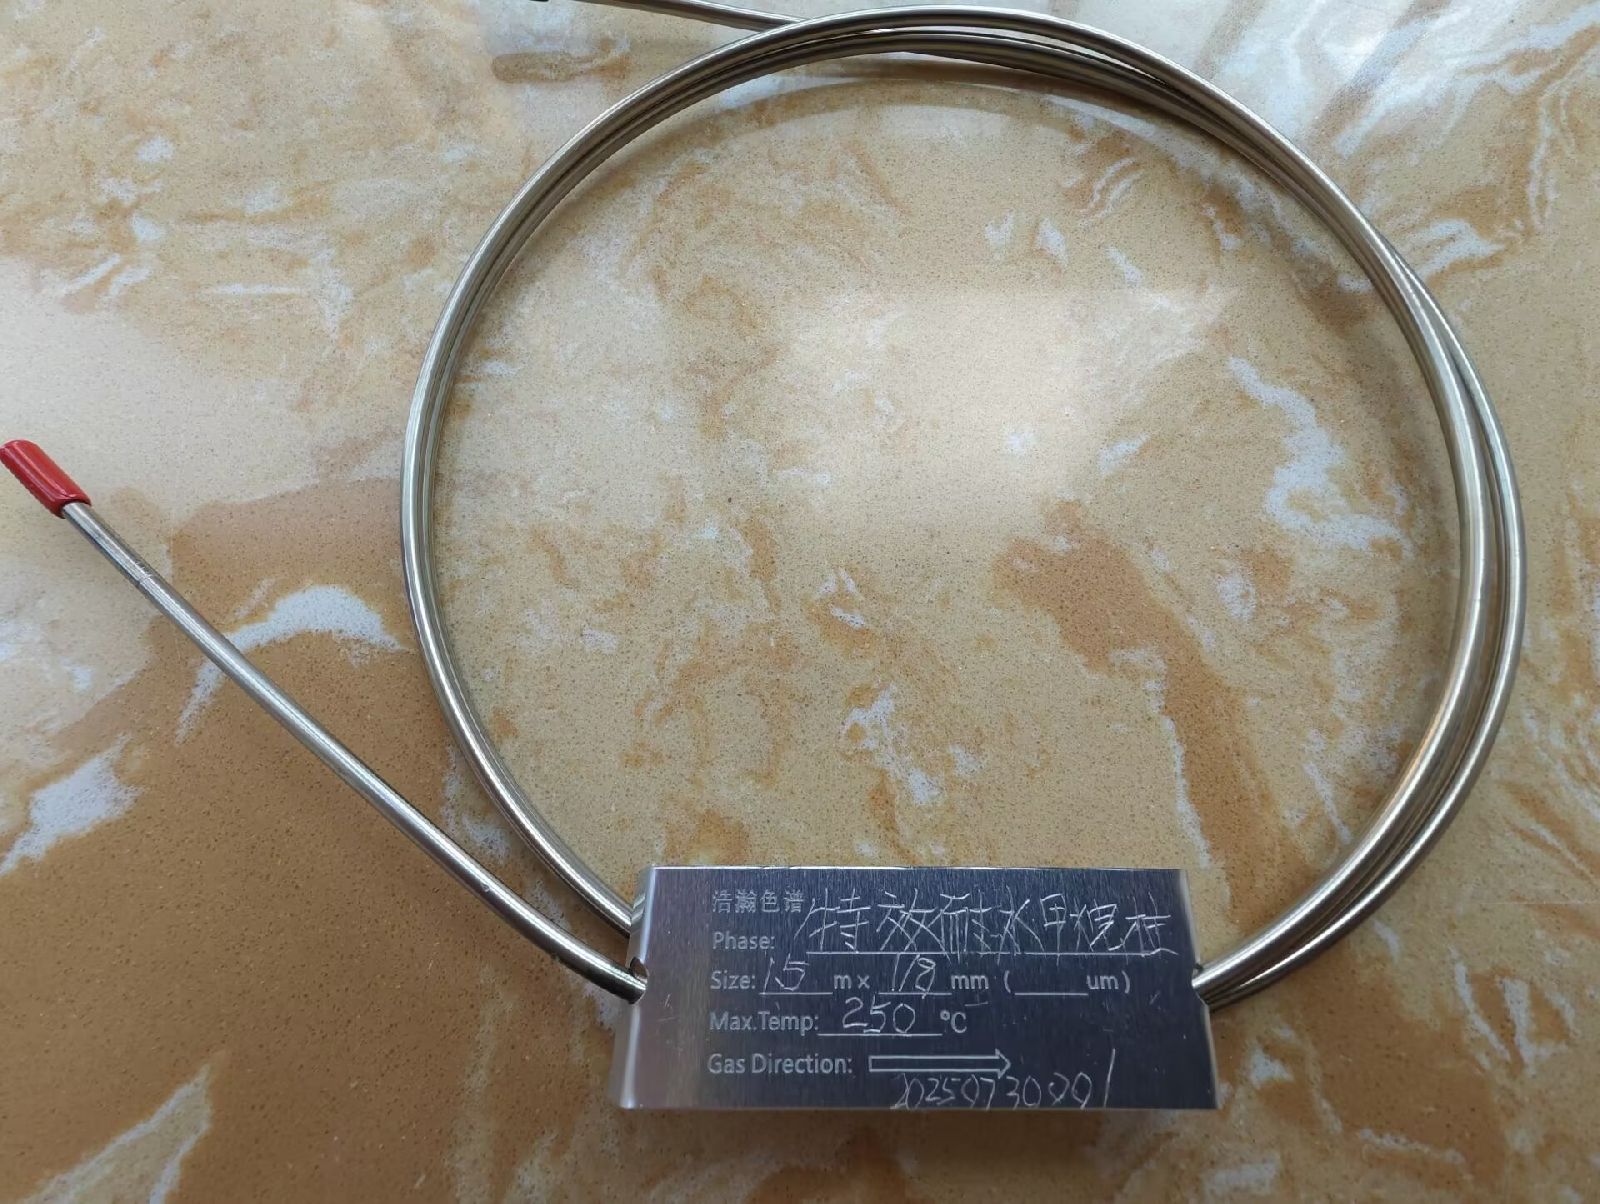 浩瀚色谱
Phase: 特效耐水甲烷柱
Size: 1.5 m x 1/8 mm ( um )
Max.Temp: 250 °C
Gas Direction:
20250730001